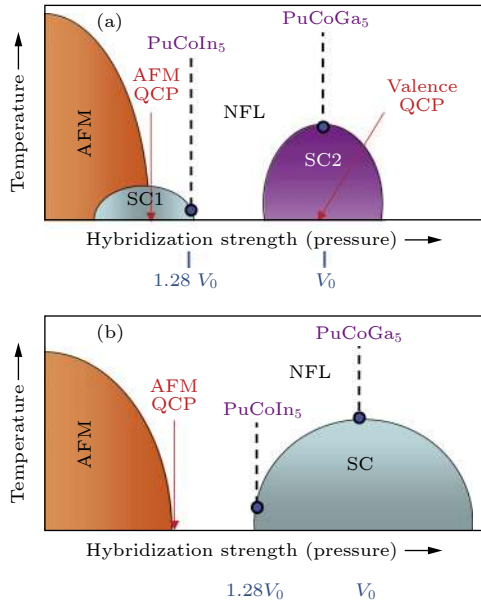 (a)
PuCoGa₅
PuCoIn₅
AFM
QCP
Valence
QCP
NFL
AFM
SC1
SC2
Temperature
Hybridization strength (pressure)
1.28 V₀
V₀
(b)
PuCoGa₅
NFL
AFM
QCP
PuCoIn₅
AFM
SC
Temperature
Hybridization strength (pressure)
1.28V₀
V₀